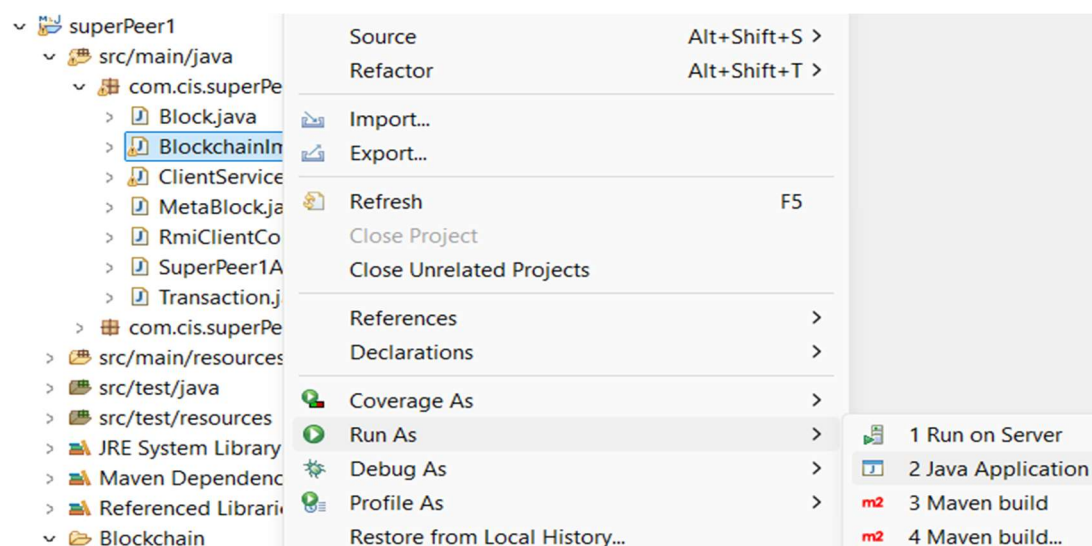 superPeer1
src/main/java
com.cis.superPe
Block.java
BlockchainIm
ClientService
MetaBlock.ja
RmiClientCo
SuperPeer1A
Transaction.j
com.cis.superPe
src/main/resources
src/test/java
src/test/resources
JRE System Library
Maven Dependenc
Referenced Librari
Blockchain
Source Alt+Shift+S >
Refactor Alt+Shift+T >
Import...
Export...
Refresh F5
Close Project
Close Unrelated Projects
References >
Declarations >
Coverage As >
Run As >
Debug As >
Profile As >
Restore from Local History...
1 Run on Server
2 Java Application
m2 3 Maven build
m2 4 Maven build...